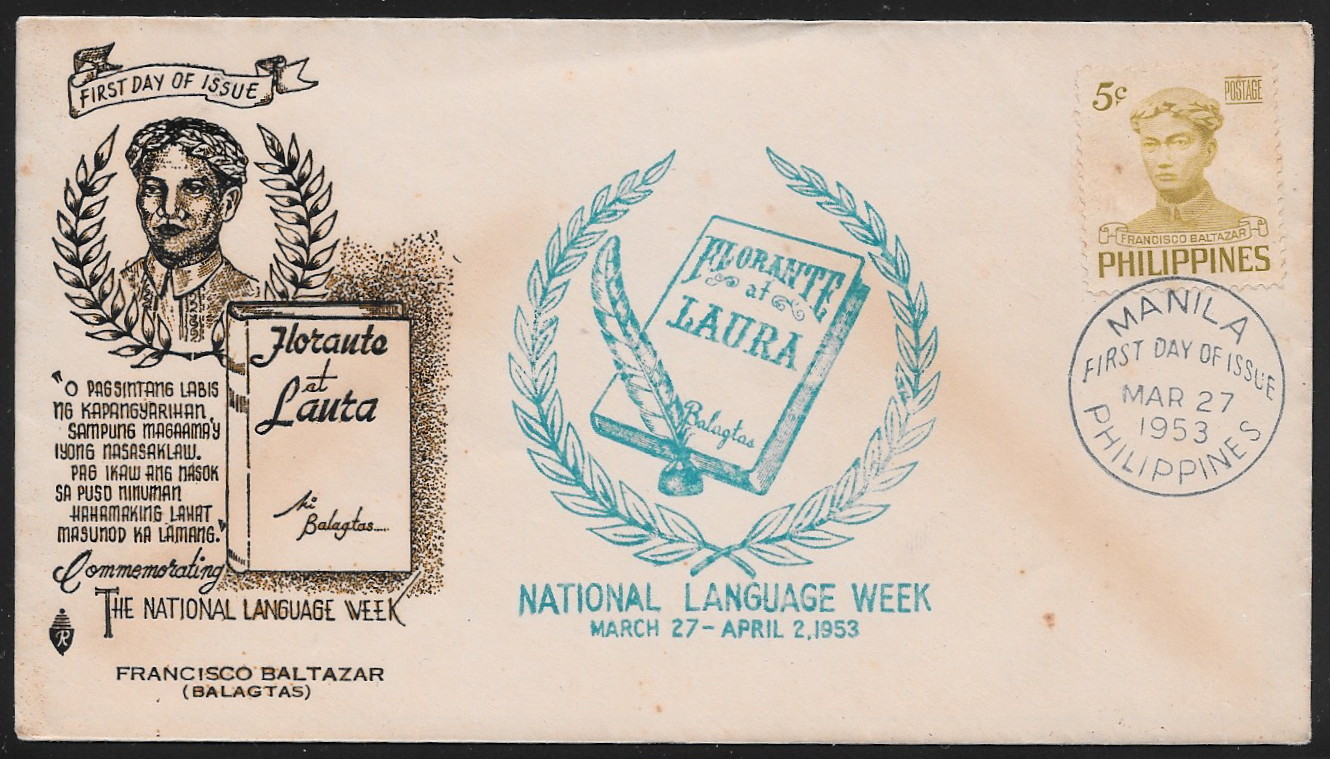 FIRST DAY OF ISSUE
Florante
at
Laura
ni
Balagtas.....
"O PAGSINTANG LABIS
NG KAPANGYARIHAN,
SAMPUNG MAGAAMA'Y
IYONG NASASAKLAW.
PAG IKAW ANG NASOK
SA PUSO NINUMAN
HAHAMAKING LAHAT
MASUNOD KA LAMANG."
Commemorating
THE NATIONAL LANGUAGE WEEK
R
FRANCISCO BALTAZAR
(BALAGTAS)
FLORANTE
at
LAURA
Balagtas
NATIONAL LANGUAGE WEEK
MARCH 27 - APRIL 2, 1953
5c POSTAGE
FRANCISCO BALTAZAR
PHILIPPINES
MANILA
FIRST DAY OF ISSUE
MAR 27
1953
PHILIPPINES